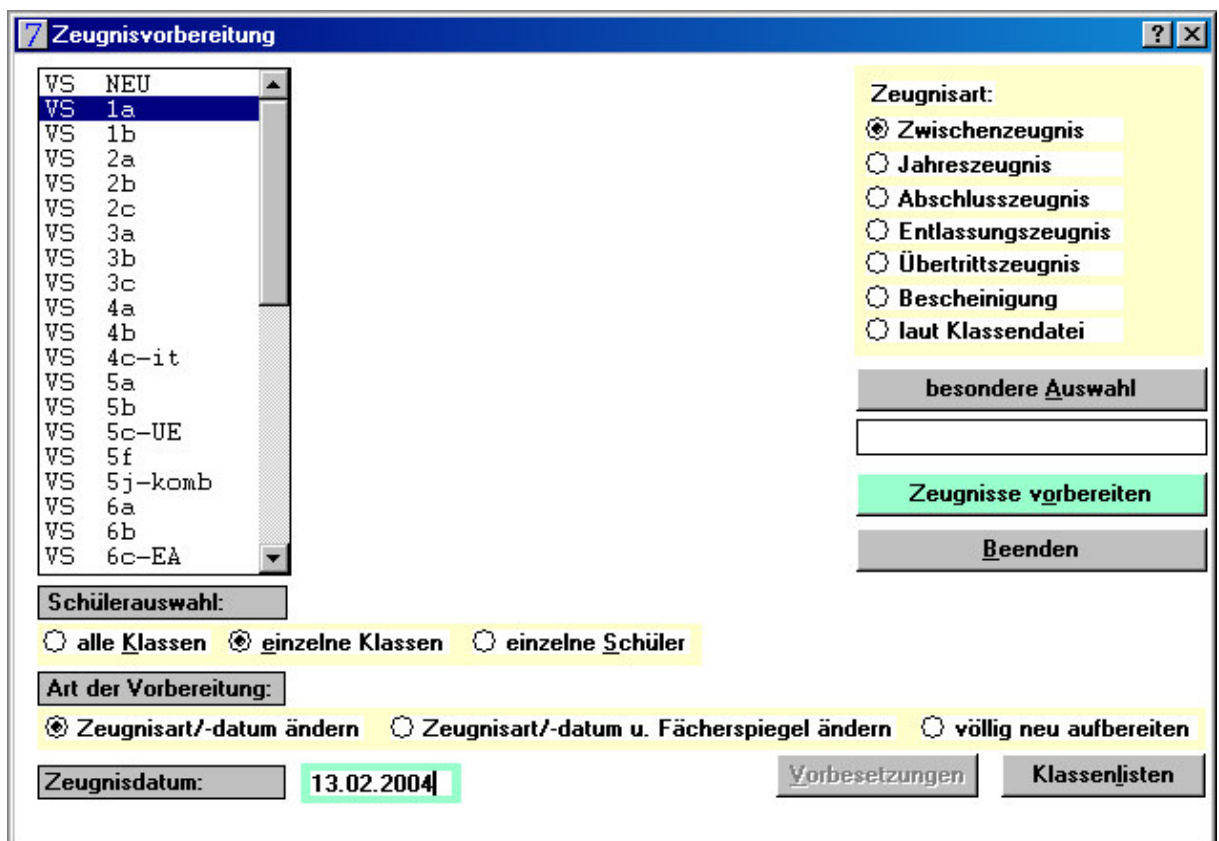 7 Zeugnisvorbereitung ? X
VS NEU
VS 1a
VS 1b
VS 2a
VS 2b
VS 2c
VS 3a
VS 3b
VS 3c
VS 4a
VS 4b
VS 4c-it
VS 5a
VS 5b
VS 5c-UE
VS 5f
VS 5j-komb
VS 6a
VS 6b
VS 6c-EA
Zeugnisart:
Zwischenzeugnis
Jahreszeugnis
Abschlusszeugnis
Entlassungszeugnis
Übertrittszeugnis
Bescheinigung
laut Klassendatei
besondere Auswahl
Zeugnisse vorbereiten
Beenden
Schülerauswahl:
alle Klassen einzelne Klassen einzelne Schüler
Art der Vorbereitung:
Zeugnisart/-datum ändern Zeugnisart/-datum u. Fächerspiegel ändern völlig neu aufbereiten
Zeugnisdatum: 13.02.2004 Vorbesetzungen Klassenlisten